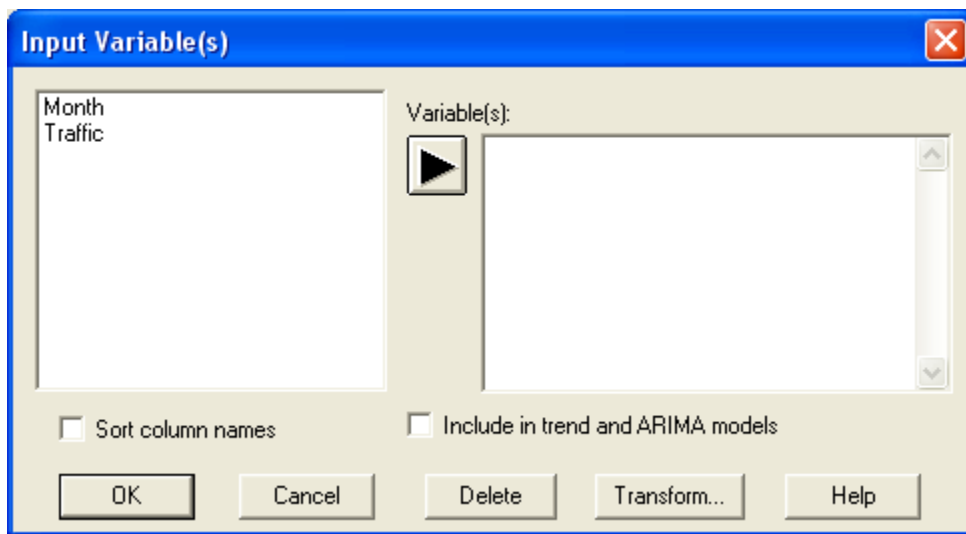 Input Variable(s)
Month
Traffic
Variable(s):
Sort column names
Include in trend and ARIMA models
OK
Cancel
Delete
Transform...
Help